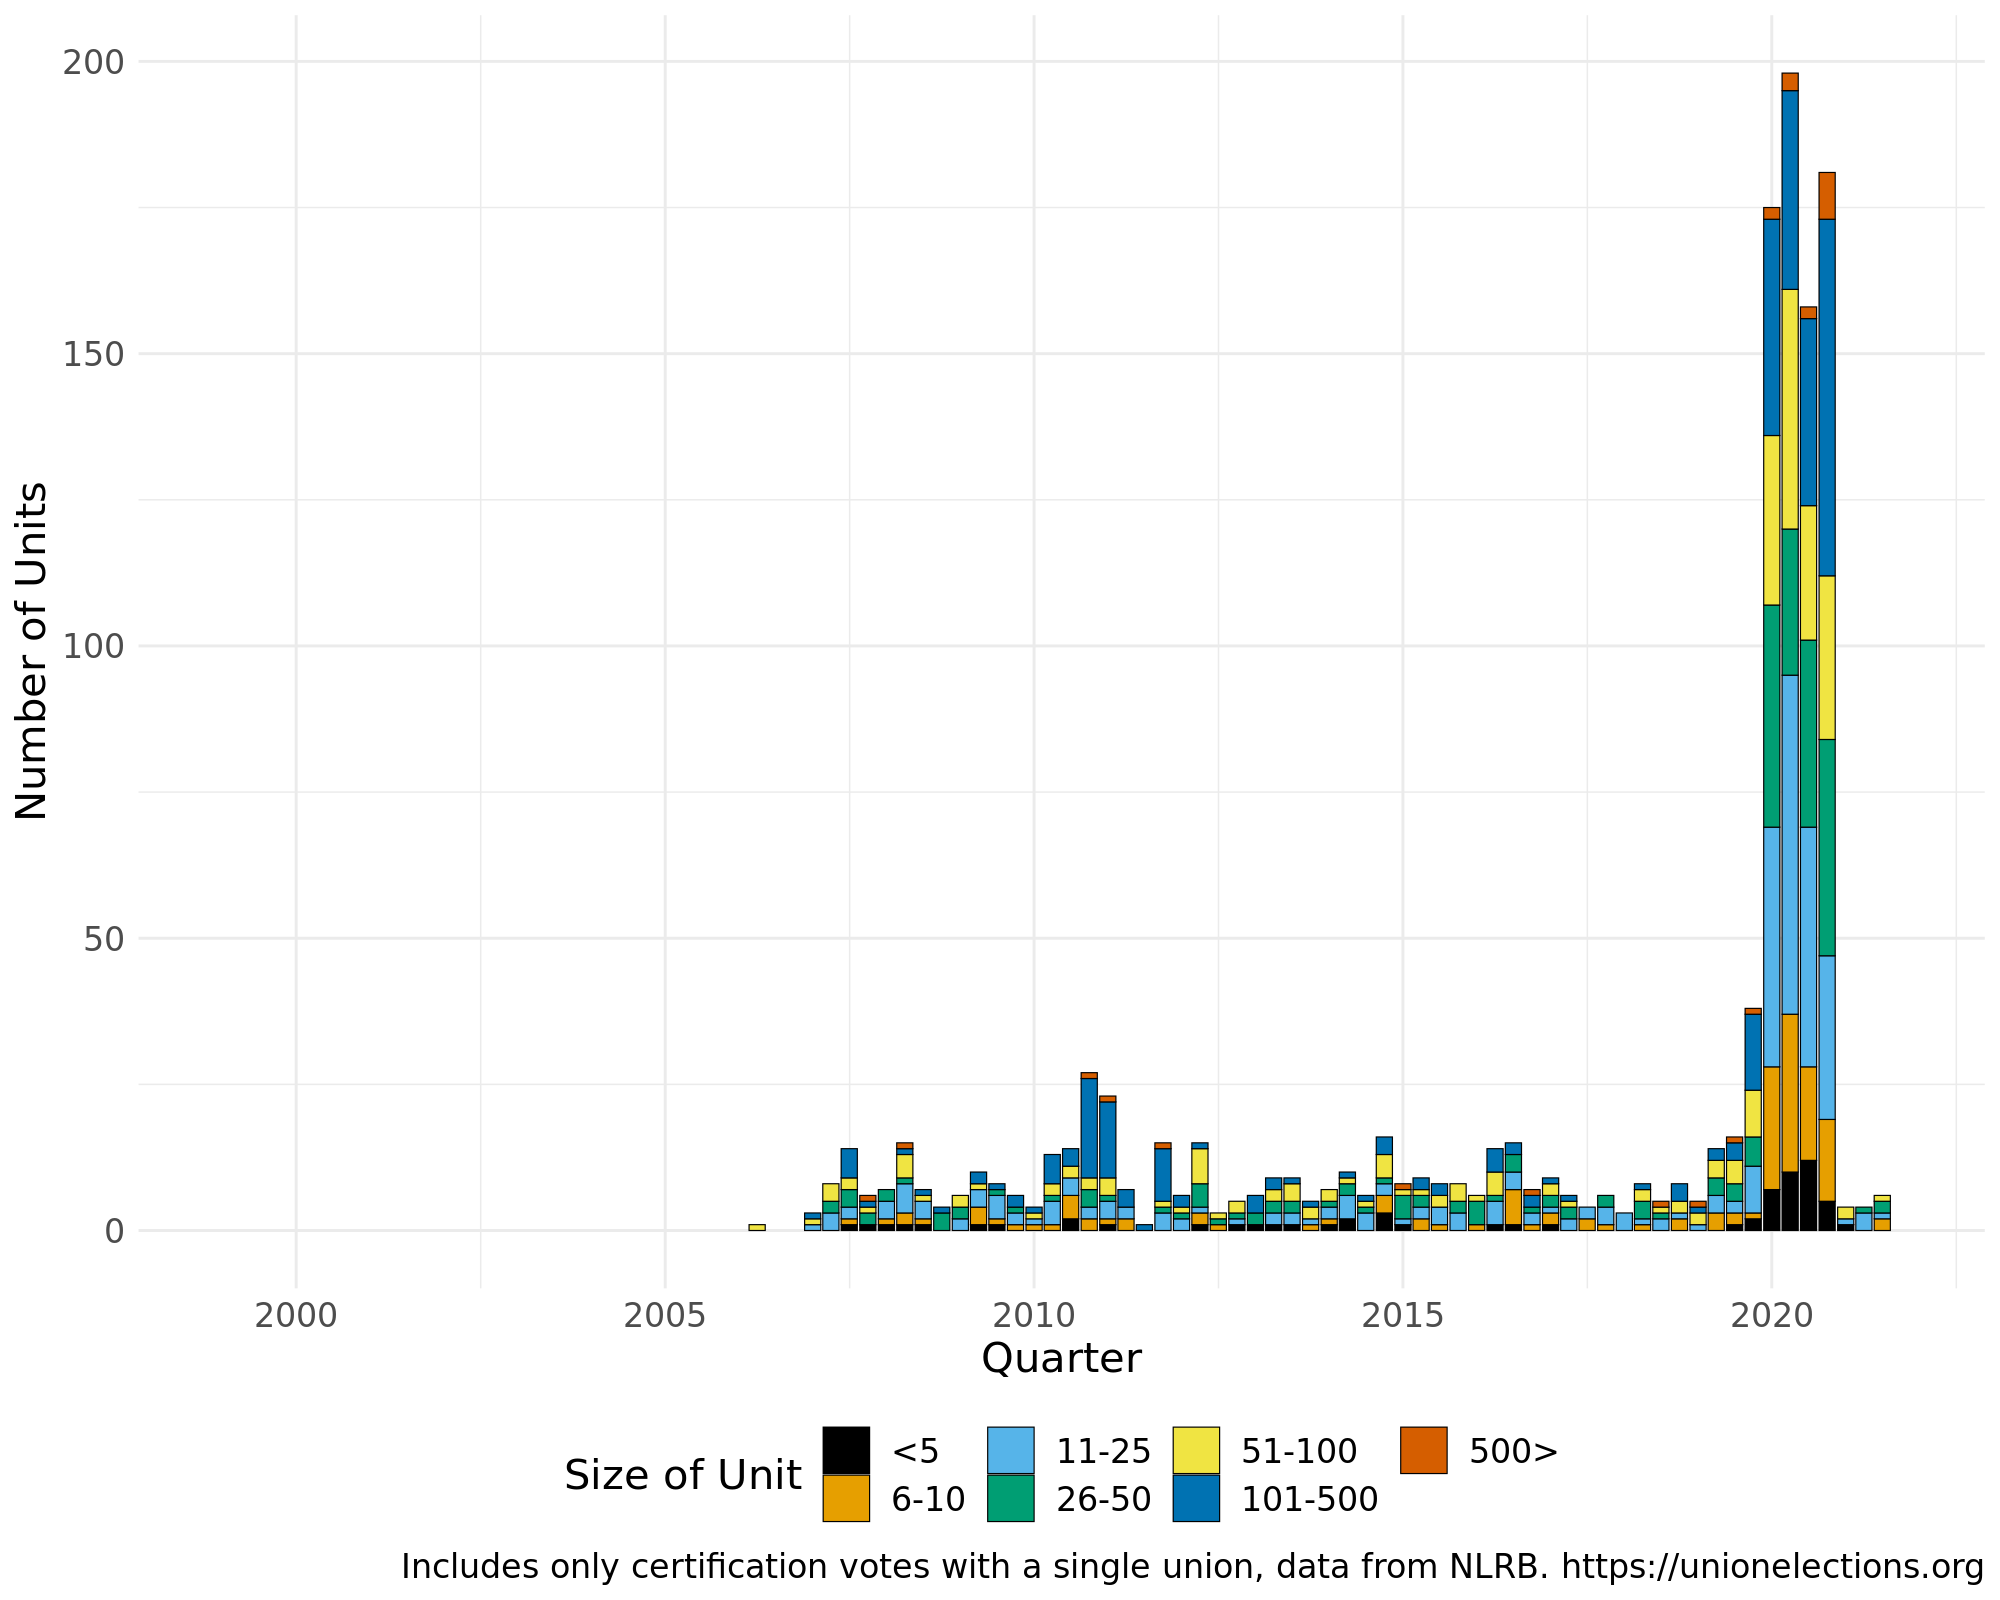 200
150
100
50
0
Number of Units
2000 2005 2010 2015 2020
Quarter
Size of Unit
<5 11-25 51-100 500>
6-10 26-50 101-500
Includes only certification votes with a single union, data from NLRB. https://unionelections.org